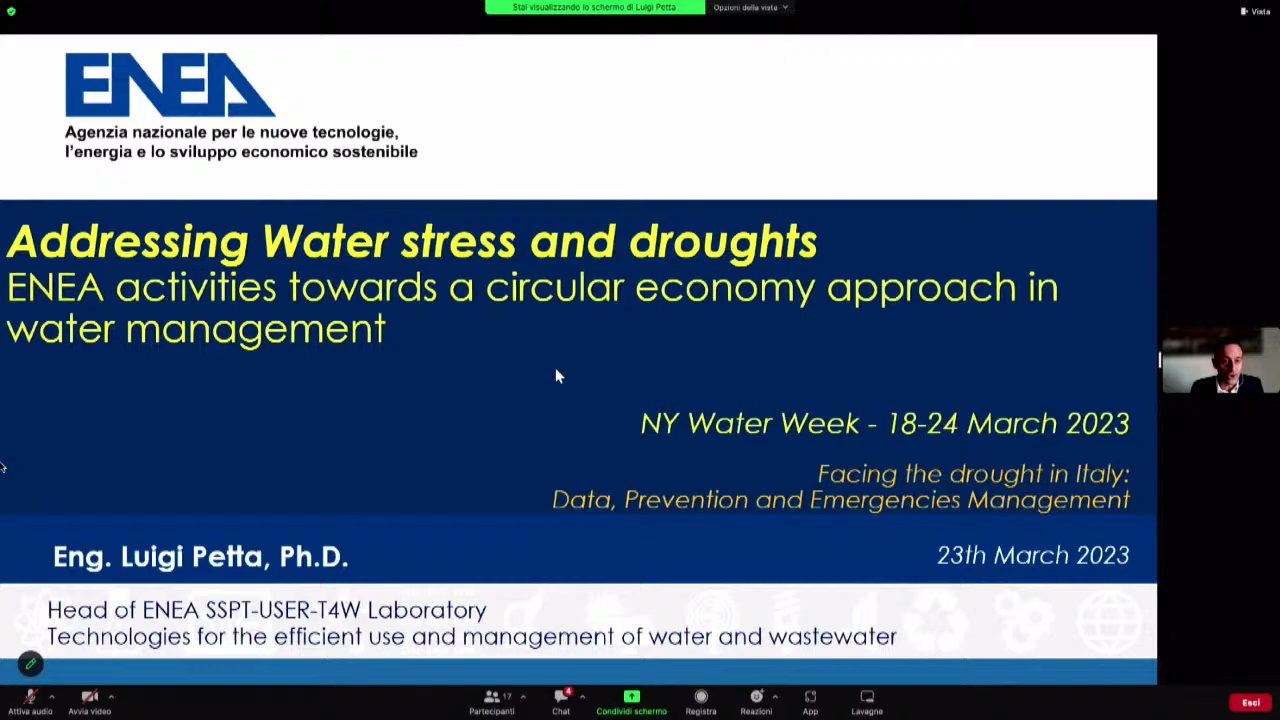 Stai visualizzando lo schermo di Luigi Petta
Opzioni della vista
Vista
ENEA
Agenzia nazionale per le nuove tecnologie,
l'energia e lo sviluppo economico sostenibile
Addressing Water stress and droughts
ENEA activities towards a circular economy approach in
water management
NY Water Week - 18-24 March 2023
Facing the drought in Italy:
Data, Prevention and Emergencies Management
Eng. Luigi Petta, Ph.D.
23th March 2023
Head of ENEA SSPT-USER-T4W Laboratory
Technologies for the efficient use and management of water and wastewater
Attiva audio
Avvia video
17
Partecipanti
4
Chat
Condividi schermo
Registra
Reazioni
App
Lavagne
Esci